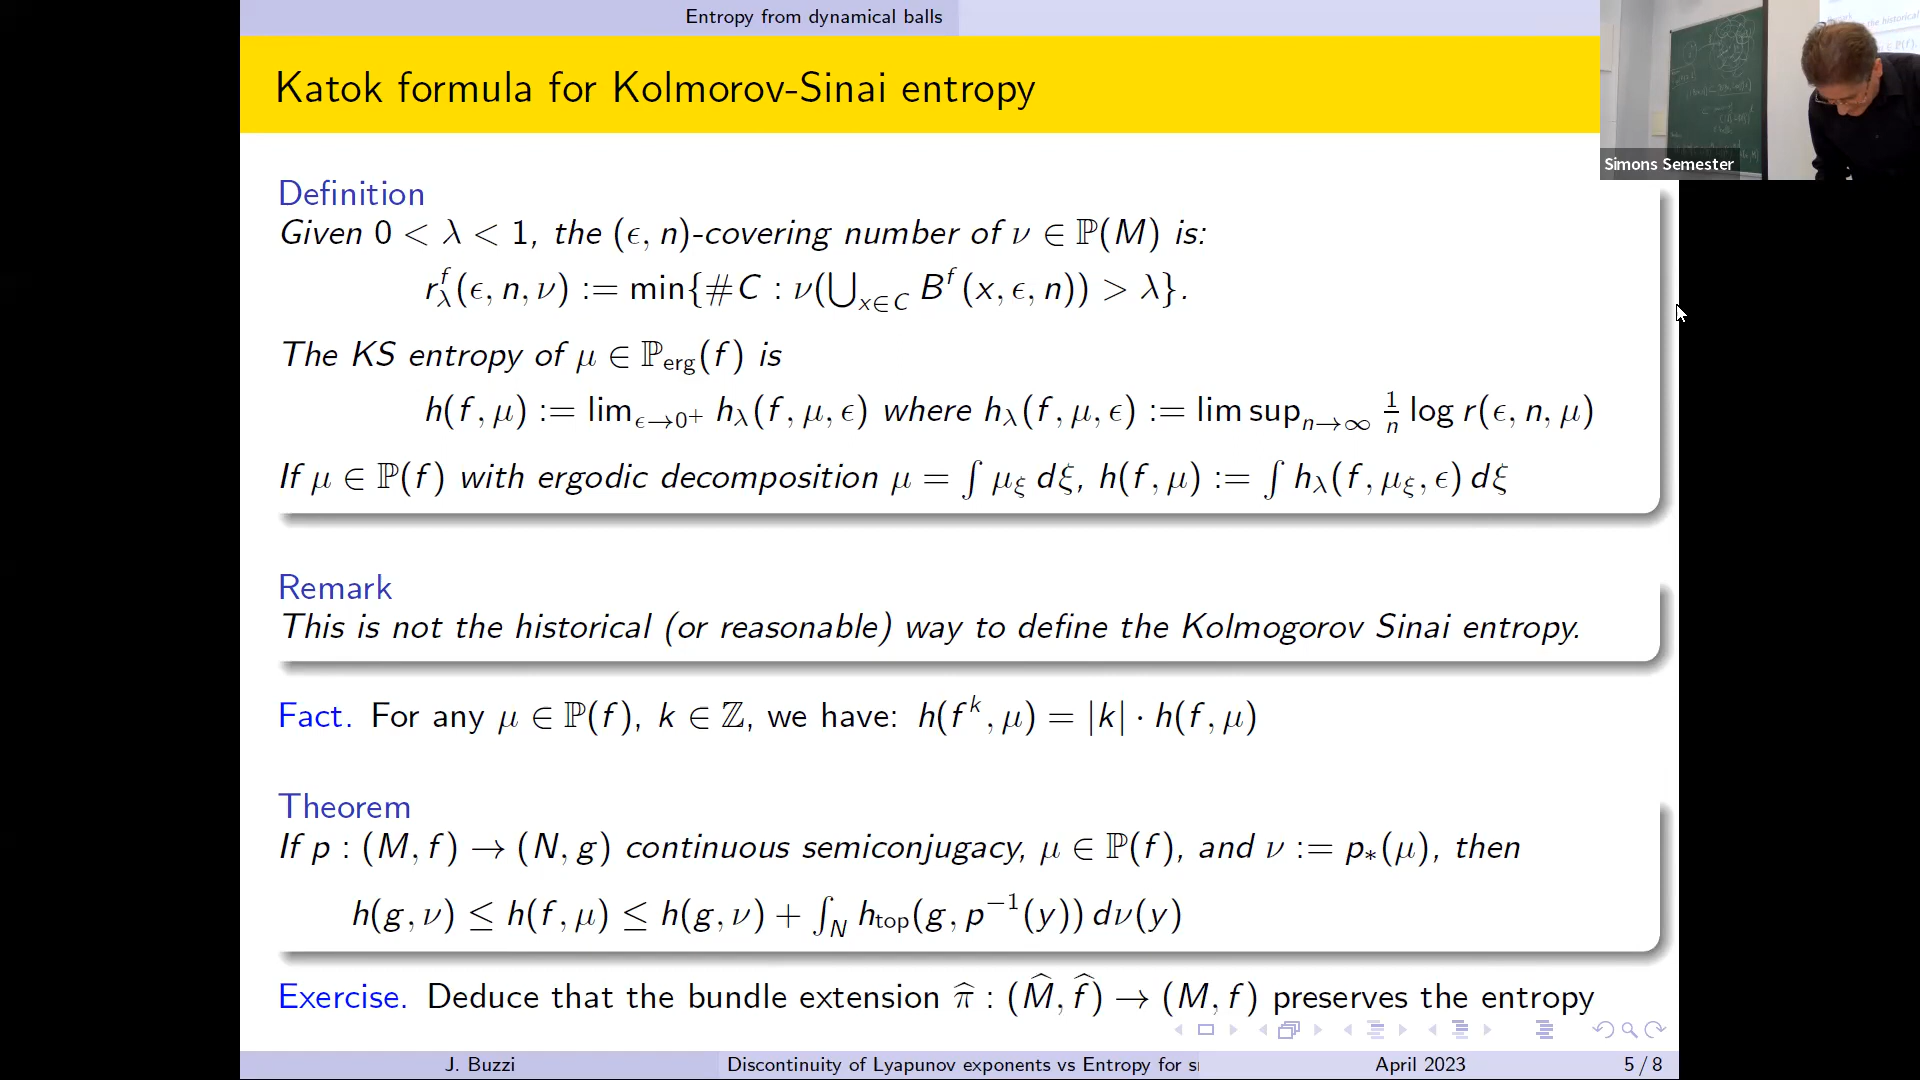 Entropy from dynamical balls
Katok formula for Kolmorov-Sinai entropy
Simons Semester
Definition
Given 0 < λ < 1, the (ϵ, n)-covering number of ν ∈ ℙ(M) is:
r_λ^f(ϵ, n, ν) := min{#C : ν(⋃_{x∈C} B^f(x, ϵ, n)) > λ}.
The KS entropy of μ ∈ ℙ_erg(f) is
h(f, μ) := lim_{ϵ→0⁺} h_λ(f, μ, ϵ) where h_λ(f, μ, ϵ) := lim sup_{n→∞} 1/n log r(ϵ, n, μ)
If μ ∈ ℙ(f) with ergodic decomposition μ = ∫ μ_ξ dξ, h(f, μ) := ∫ h_λ(f, μ_ξ, ϵ) dξ
Remark
This is not the historical (or reasonable) way to define the Kolmogorov Sinai entropy.
Fact. For any μ ∈ ℙ(f), k ∈ ℤ, we have: h(f^k, μ) = |k| · h(f, μ)
Theorem
If p : (M, f) → (N, g) continuous semiconjugacy, μ ∈ ℙ(f), and ν := p_*(μ), then
h(g, ν) ≤ h(f, μ) ≤ h(g, ν) + ∫_N h_top(g, p⁻¹(y)) dν(y)
Exercise. Deduce that the bundle extension π̂ : (M̂, f̂) → (M, f) preserves the entropy
J. Buzzi Discontinuity of Lyapunov exponents vs Entropy for April 2023 5 / 8